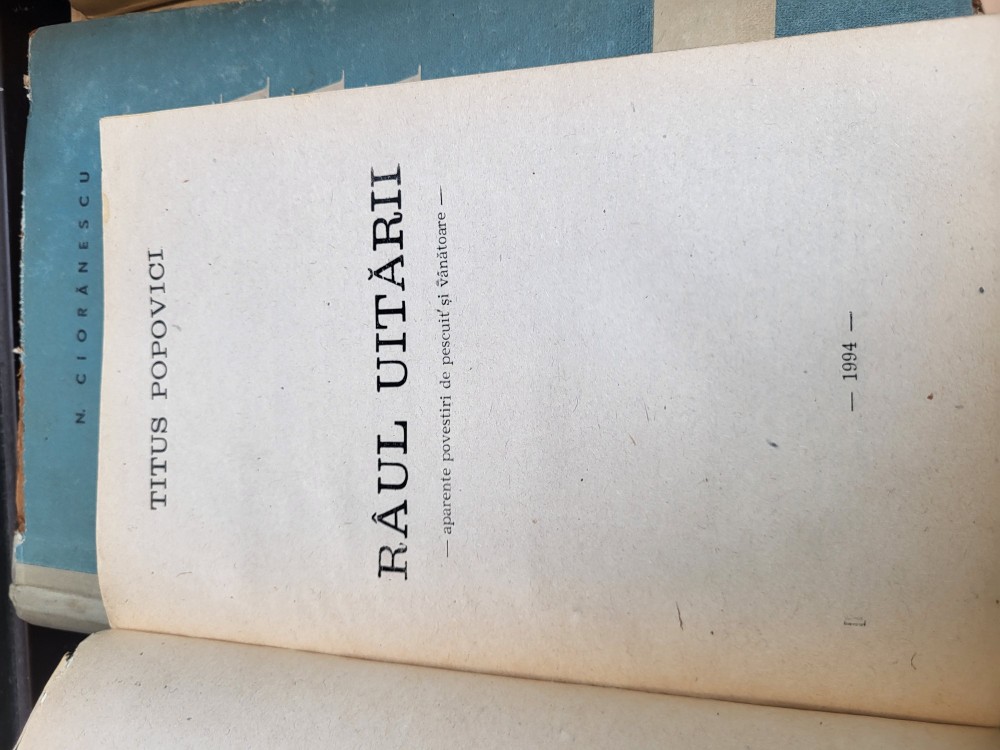 N. CIORĂNESCU
TITUS POPOVICI
RÂUL UITĂRII
— aparente povestiri de pescuit și vânătoare —
— 1994 —